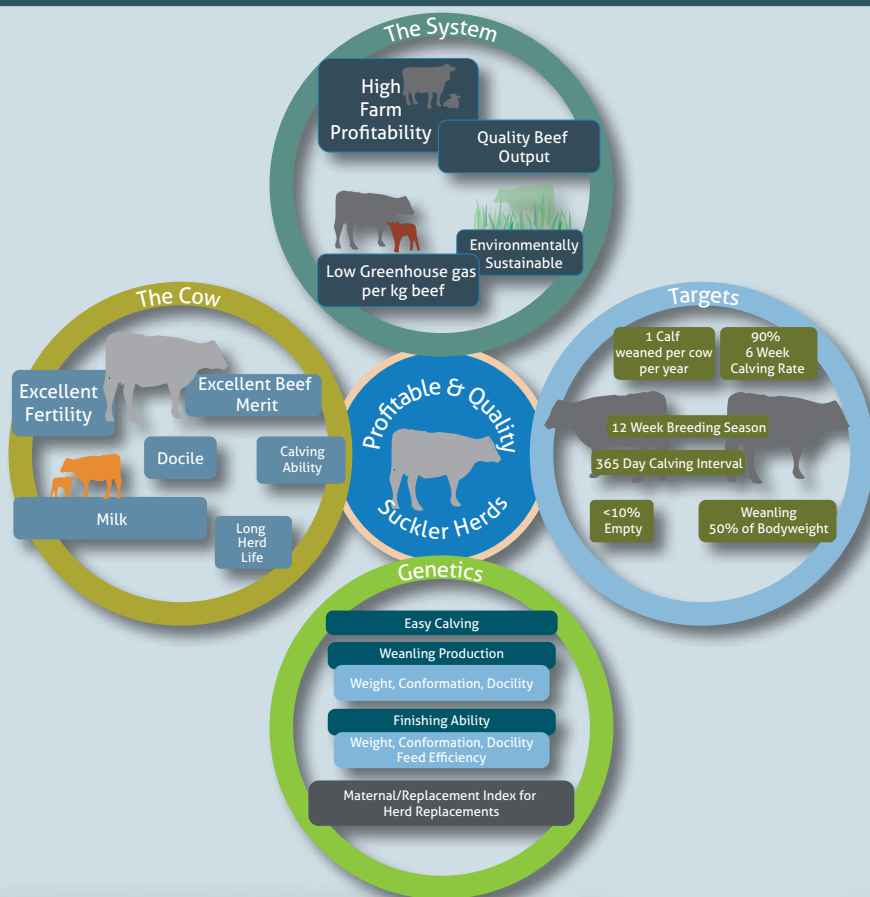 The System
High
Farm
Profitability
Quality Beef
Output
Environmentally
Sustainable
Low Greenhouse gas
per kg beef
The Cow
Excellent
Fertility
Excellent Beef
Merit
Docile
Calving
Ability
Milk
Long
Herd
Life
Profitable & Quality
Suckler Herds
Targets
1 Calf
weaned per cow
per year
90%
6 Week
Calving Rate
12 Week Breeding Season
365 Day Calving Interval
<10%
Empty
Weanling
50% of Bodyweight
Genetics
Easy Calving
Weanling Production
Weight, Conformation, Docility
Finishing Ability
Weight, Conformation, Docility
Feed Efficiency
Maternal/Replacement Index for
Herd Replacements